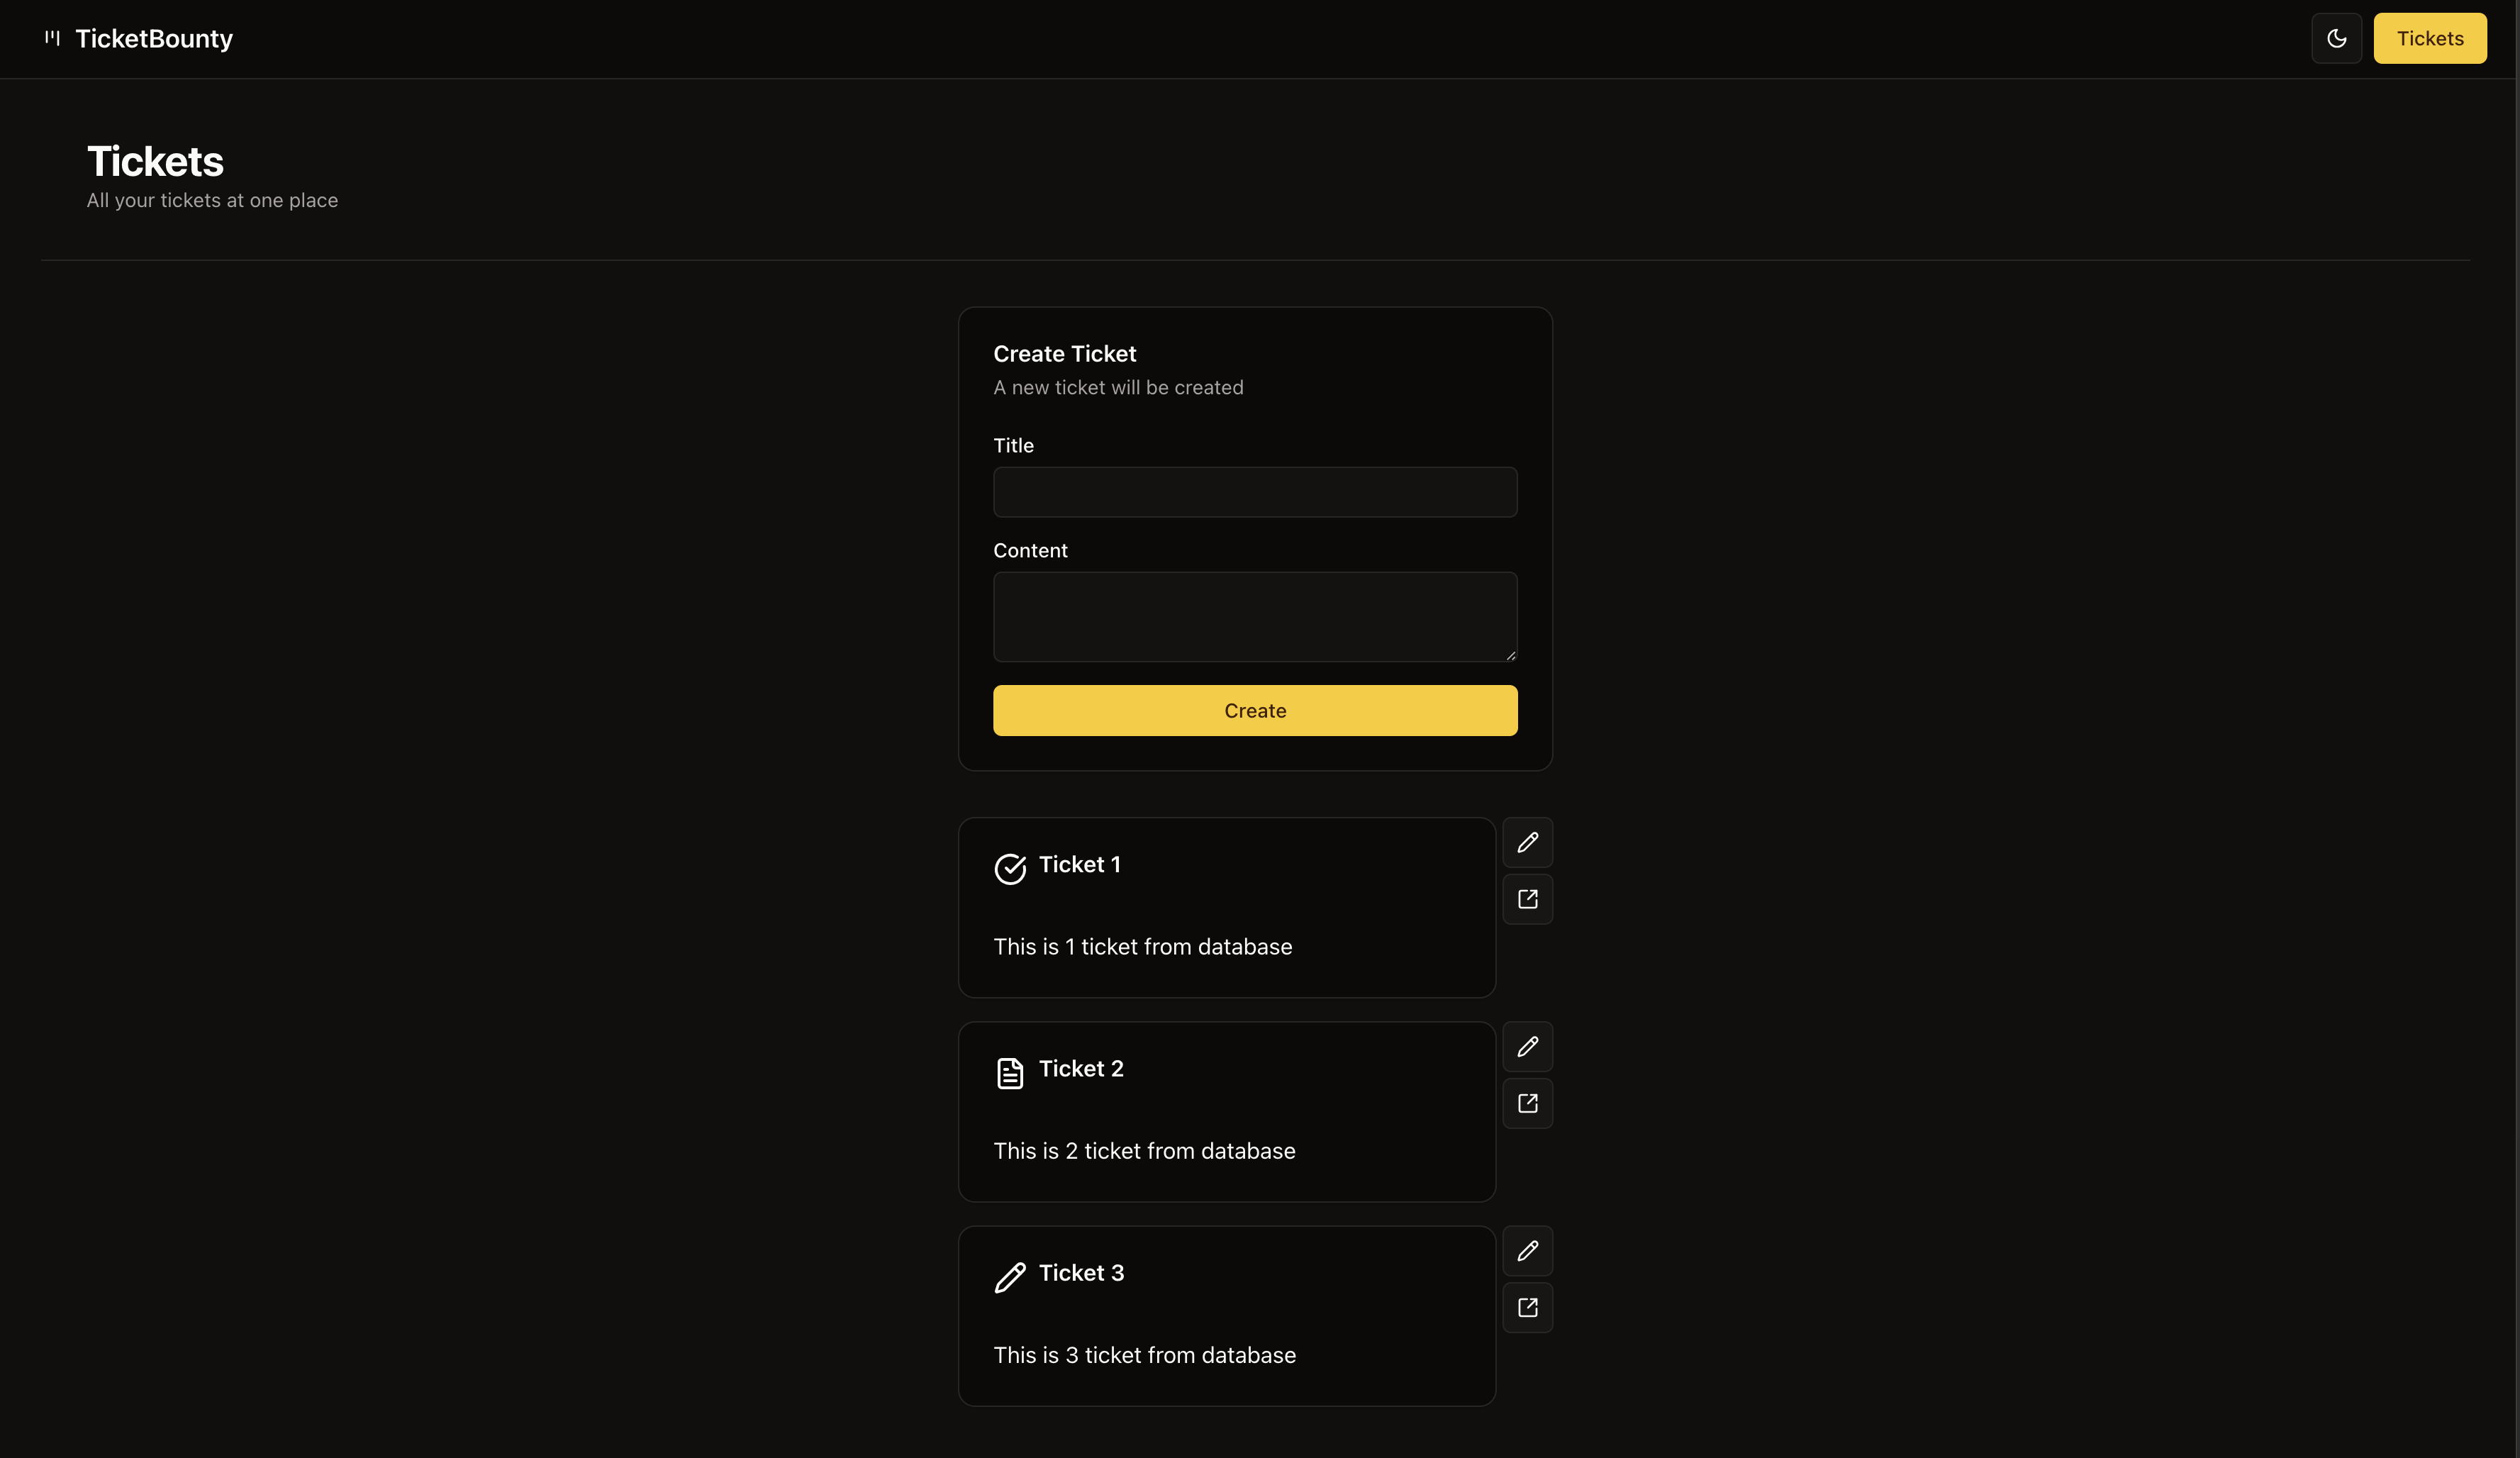 TicketBounty
Tickets
Tickets
All your tickets at one place
Create Ticket
A new ticket will be created
Title
Content
Create
Ticket 1
This is 1 ticket from database
Ticket 2
This is 2 ticket from database
Ticket 3
This is 3 ticket from database